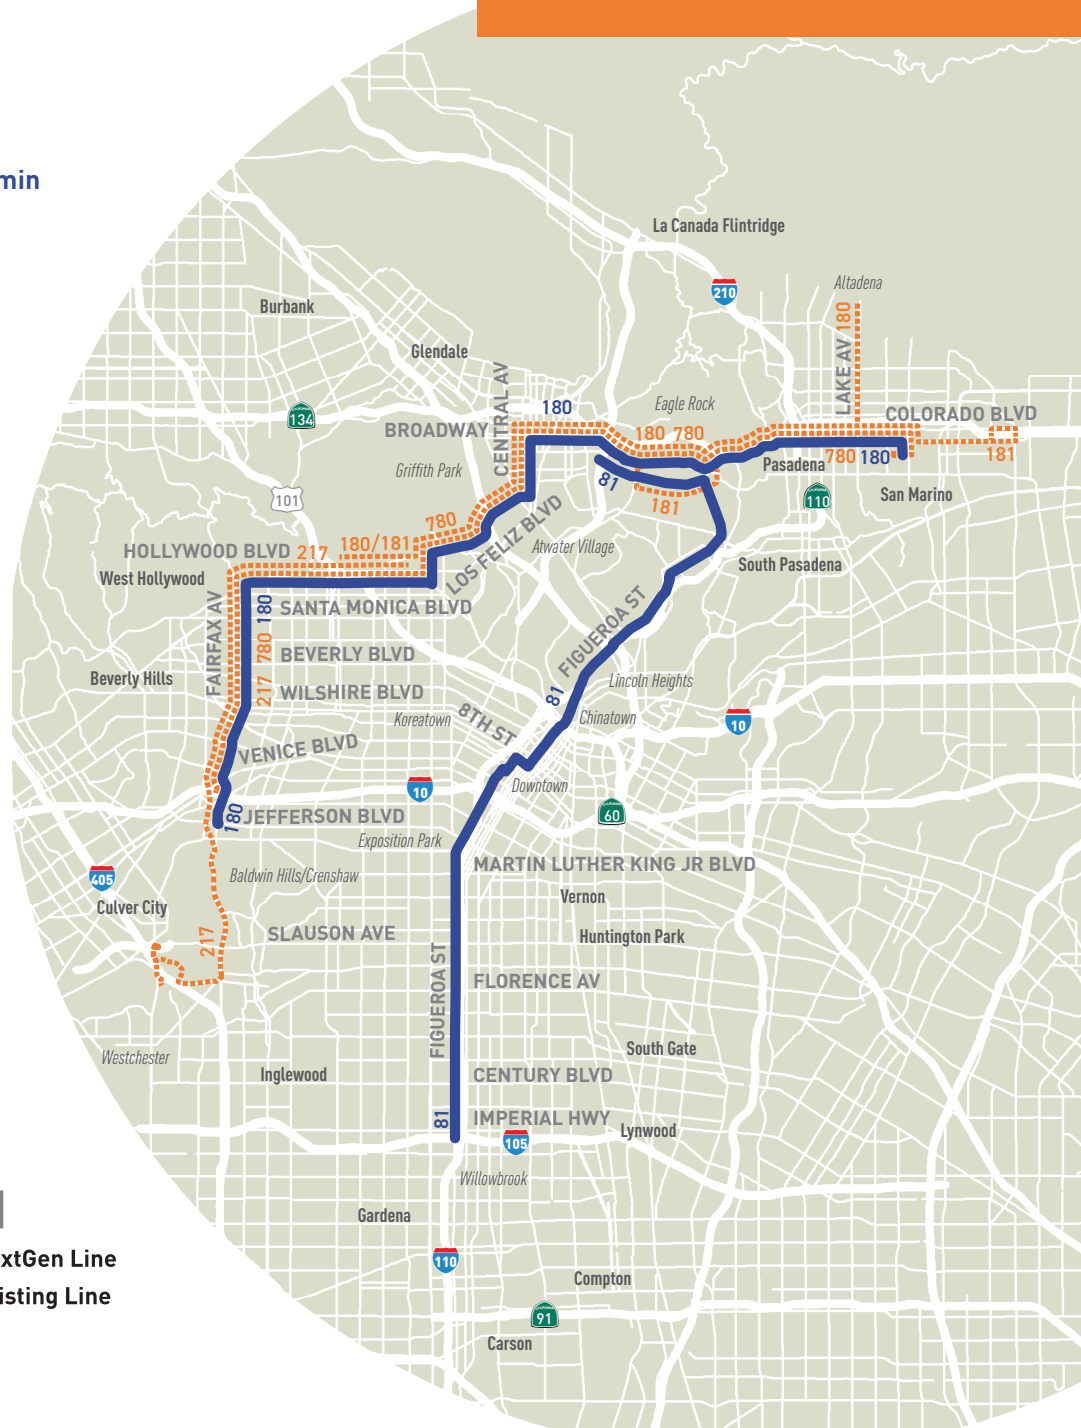 min
La Canada Flintridge
210
Altadena
Burbank
180
Glendale
LAKE AV
CENTRAL AV
180
Eagle Rock
COLORADO BLVD
134
BROADWAY
180 780
181
Griffith Park
Pasadena
780
180
101
81
110
San Marino
181
780
LOS FELIZ BLVD
HOLLYWOOD BLVD
217
180/181
Atwater Village
West Hollywood
South Pasadena
180
SANTA MONICA BLVD
FIGUEROA ST
FAIRFAX AV
780
BEVERLY BLVD
Beverly Hills
Lincoln Heights
217
WILSHIRE BLVD
81
Koreatown
8TH ST
Chinatown
10
VENICE BLVD
10
Downtown
180
JEFFERSON BLVD
CALIFORNIA
60
Exposition Park
MARTIN LUTHER KING JR BLVD
405
Baldwin Hills/Crenshaw
Culver City
Vernon
217
SLAUSON AVE
Huntington Park
FIGUEROA ST
FLORENCE AV
Westchester
South Gate
Inglewood
CENTURY BLVD
81
IMPERIAL HWY
Lynwood
105
Willowbrook
Gardena
xtGen Line
110
Compton
isting Line
91
Carson